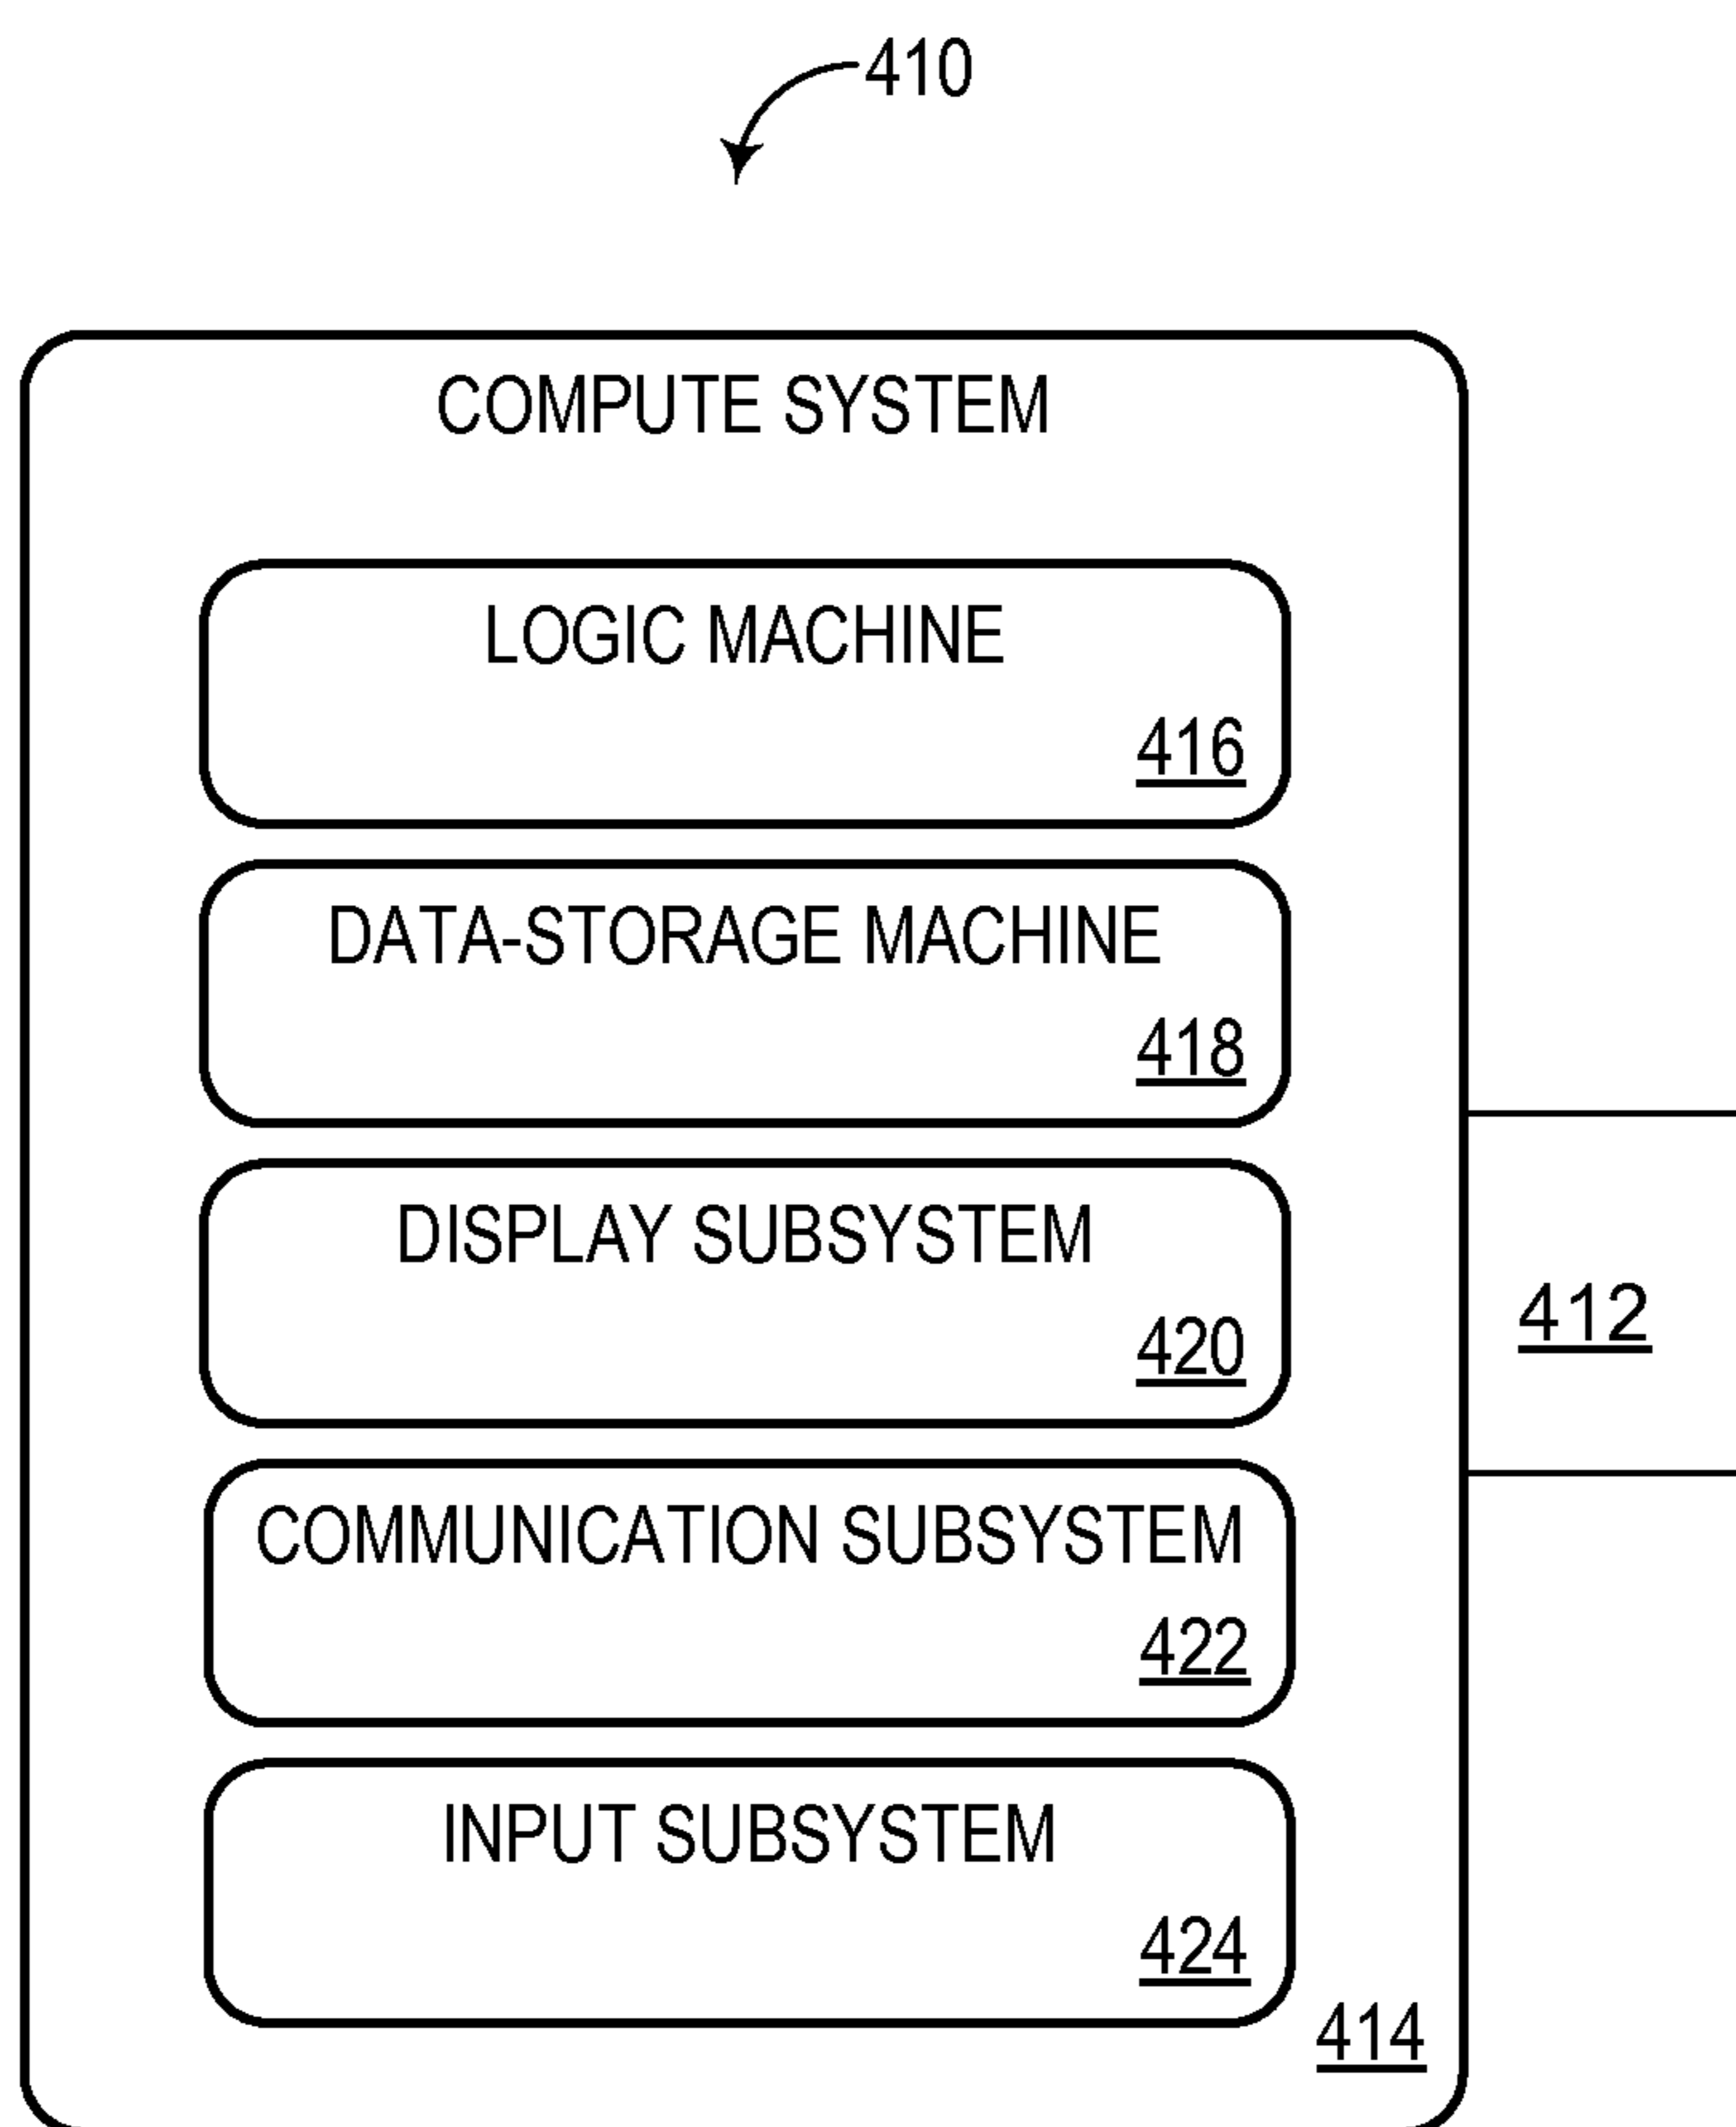 410
COMPUTE SYSTEM
LOGIC MACHINE
416
DATA-STORAGE MACHINE
418
DISPLAY SUBSYSTEM
420
412
COMMUNICATION SUBSYSTEM
422
INPUT SUBSYSTEM
424
414